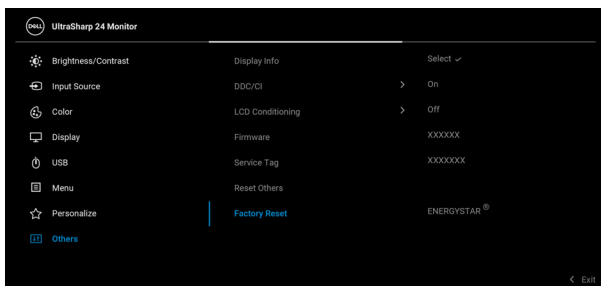 DELL UltraSharp 24 Monitor
Brightness/Contrast Display Info Select ✓
Input Source DDC/CI > On
Color LCD Conditioning > Off
Display Firmware XXXXXX
USB Service Tag XXXXXXX
Menu Reset Others
Personalize Factory Reset ENERGYSTAR ®
Others
< Exit